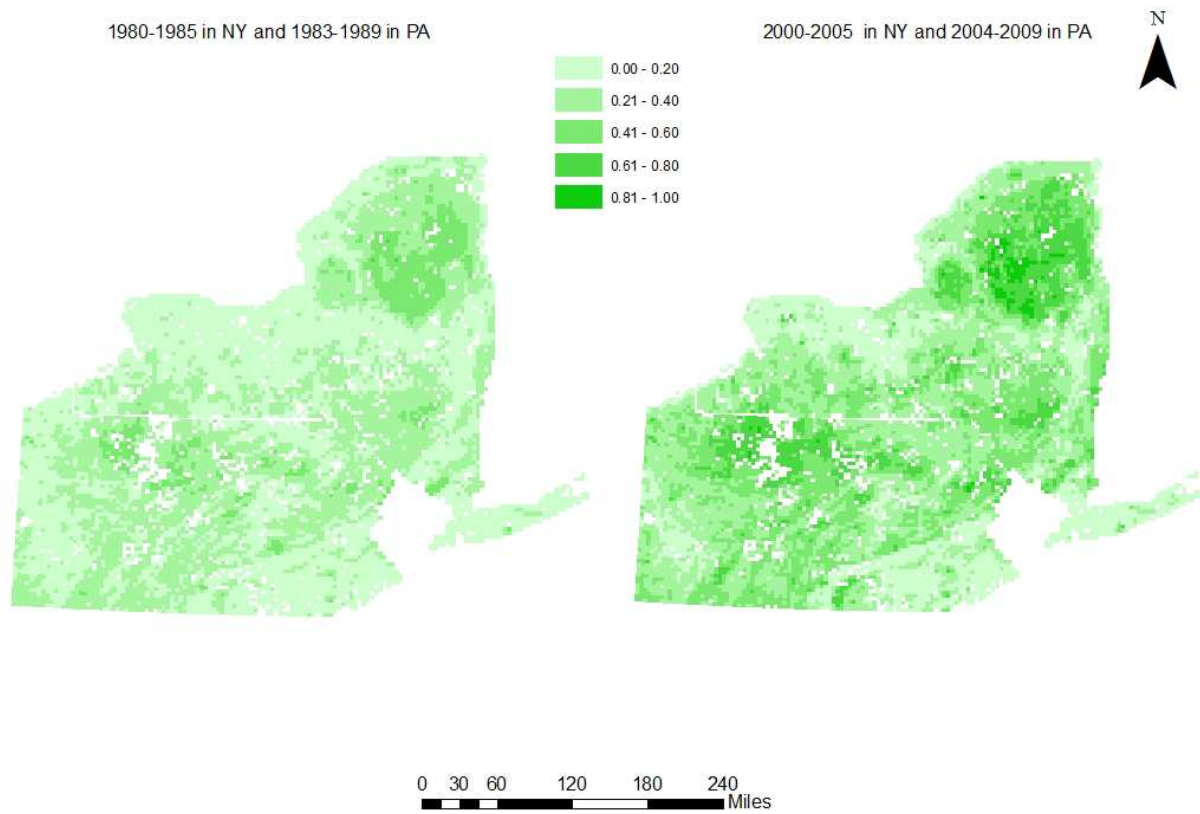 1980-1985 in NY and 1983-1989 in PA
2000-2005 in NY and 2004-2009 in PA
N
0.00 - 0.20
0.21 - 0.40
0.41 - 0.60
0.61 - 0.80
0.81 - 1.00
0 30 60 120 180 240
Miles